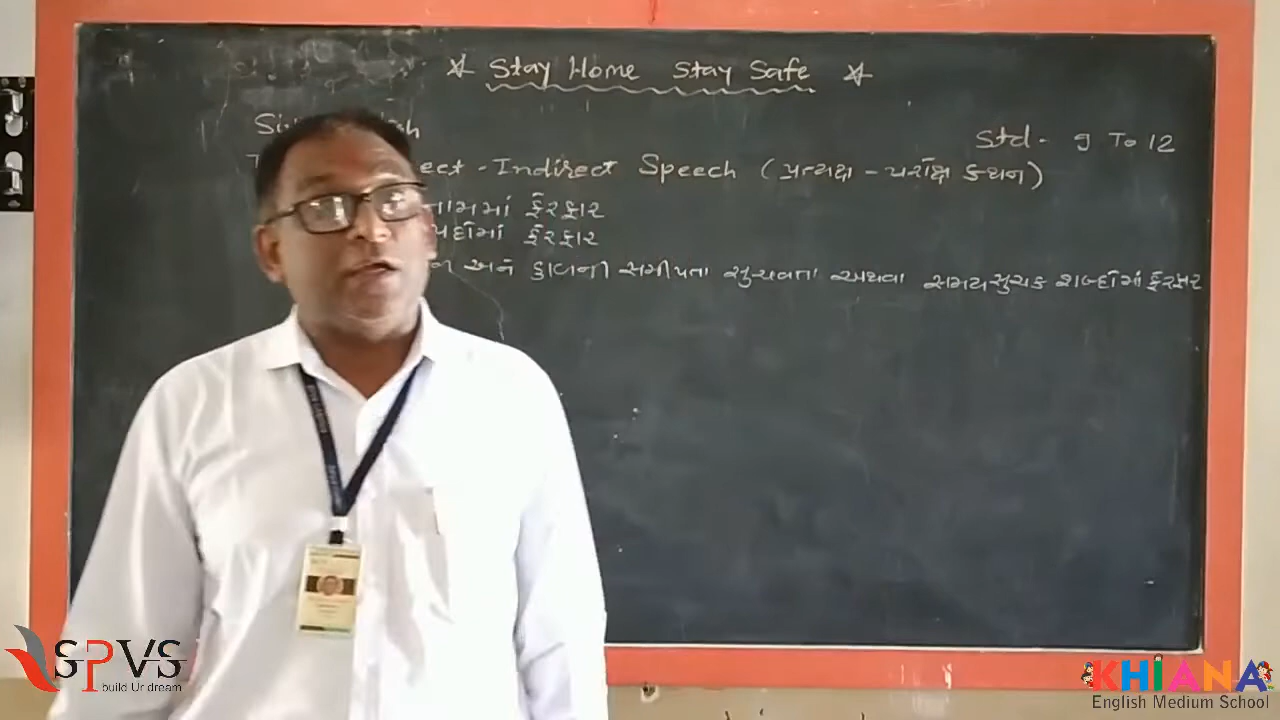 ☆ Stay Home Stay Safe ☆
Std - 9 To 12
- Indirect Speech (પ્રત્યક્ષ - પરોક્ષ કથન)
ફેરફાર
ફેરફાર
અને કાળની સમીપતા સુચવતા અથવા સમયસુચક શબ્દોમાં ફેરફાર
SPVS
build Ur dream
KHIANA
English Medium School